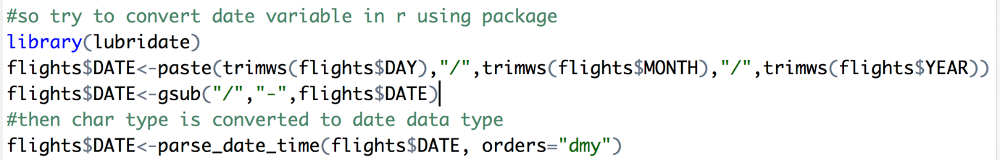 #so try to convert date variable in r using package
library(lubridate)
flights$DATE<-paste(trimws(flights$DAY),"/",trimws(flights$MONTH),"/",trimws(flights$YEAR))
flights$DATE<-gsub("/","-",flights$DATE)
#then char type is converted to date data type
flights$DATE<-parse_date_time(flights$DATE, orders="dmy")